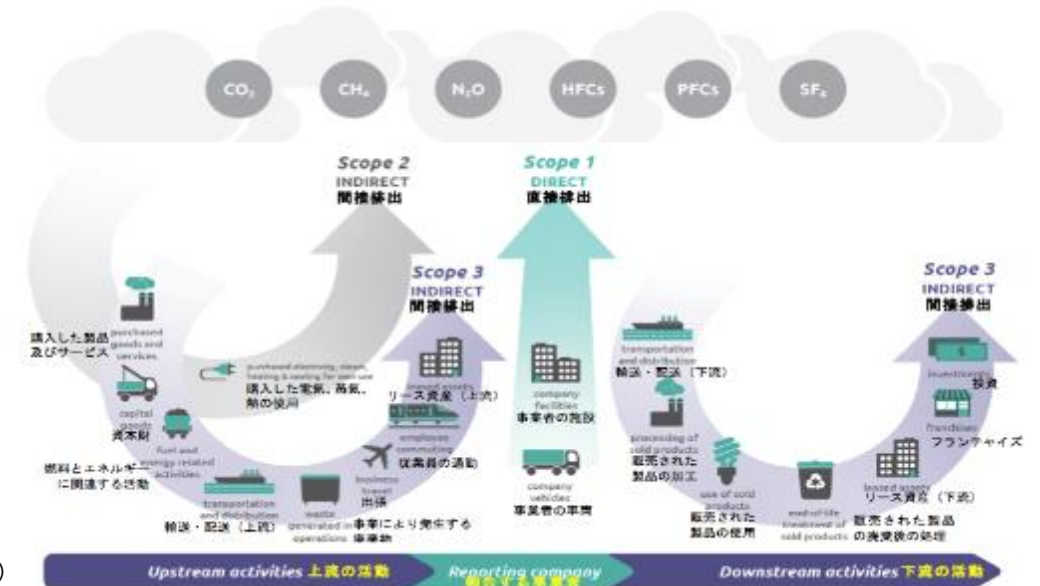 CO₂ CH₄ N₂O HFCs PFCs SF₆
Scope 2
INDIRECT
間接排出
Scope 1
DIRECT
直接排出
Scope 3
INDIRECT
間接排出
Scope 3
INDIRECT
間接排出
purchased
goods and
services
購入した製品
及びサービス
capital
goods
資本財
fuel and
energy related
activities
燃料とエネルギー
に関連する活動
purchased electricity, steam,
heating & cooling for own use
購入した電気、蒸気、
熱の使用
transportation
and distribution
輸送・配送(上流)
waste
generated in
operations
事業により発生する
廃棄物
business
travel
出張
employee
commuting
従業員の通勤
leased assets
リース資産(上流)
company
facilities
事業者の施設
company
vehicles
事業者の車両
transportation
and distribution
輸送・配送(下流)
processing of
sold products
販売された
製品の加工
use of sold
products
販売された
製品の使用
end-of-life
treatment of
sold products
販売された製品
の廃棄後の処理
leased assets
リース資産(下流)
franchises
フランチャイズ
investments
投資
Upstream activities 上流の活動
Reporting company
Downstream activities 下流の活動
)